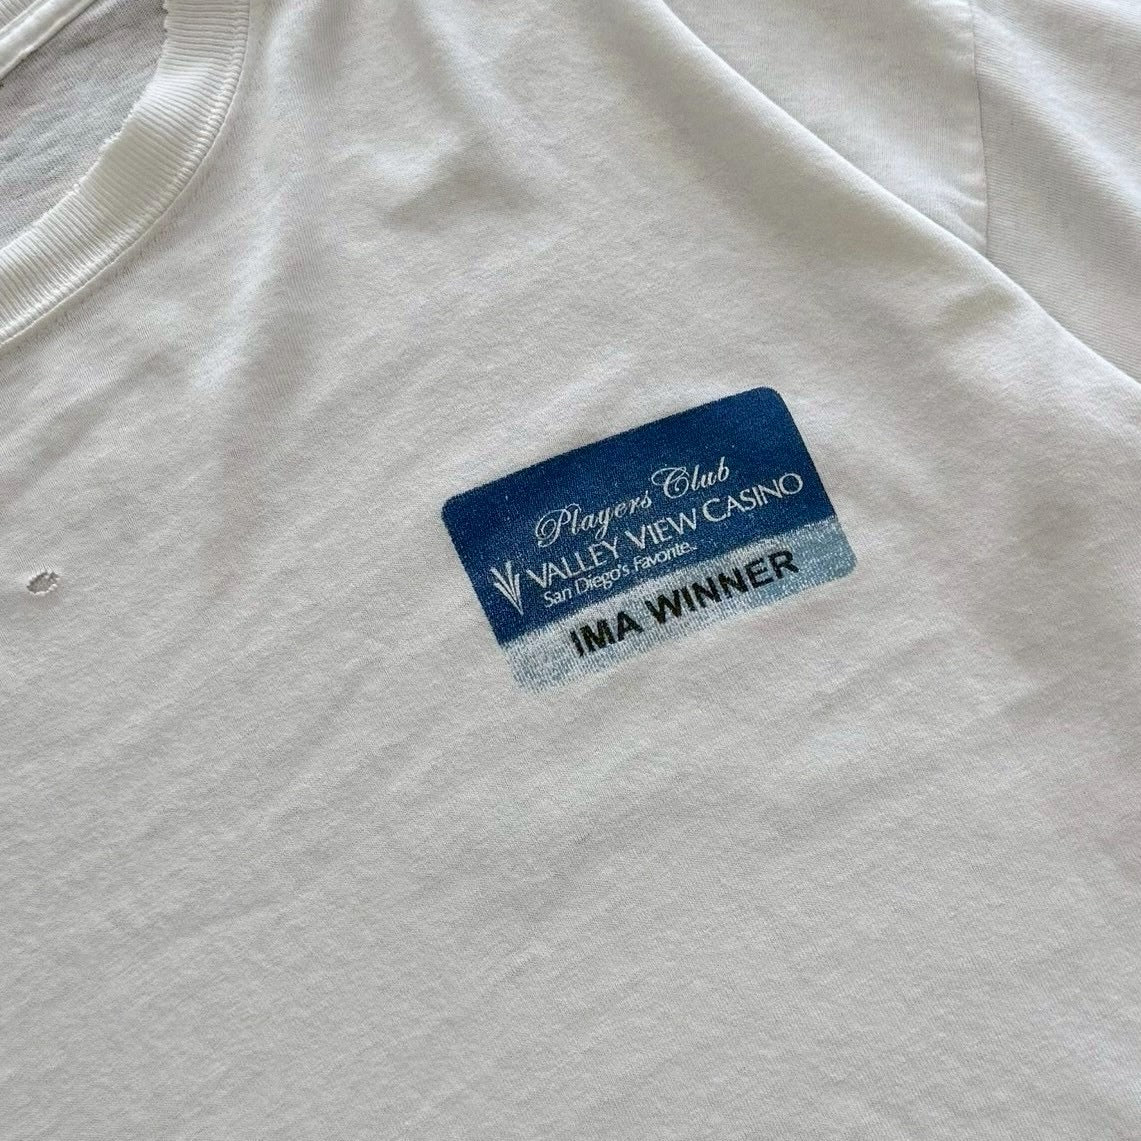 Players Club
VALLEY VIEW CASINO
San Diego's Favorite.
IMA WINNER